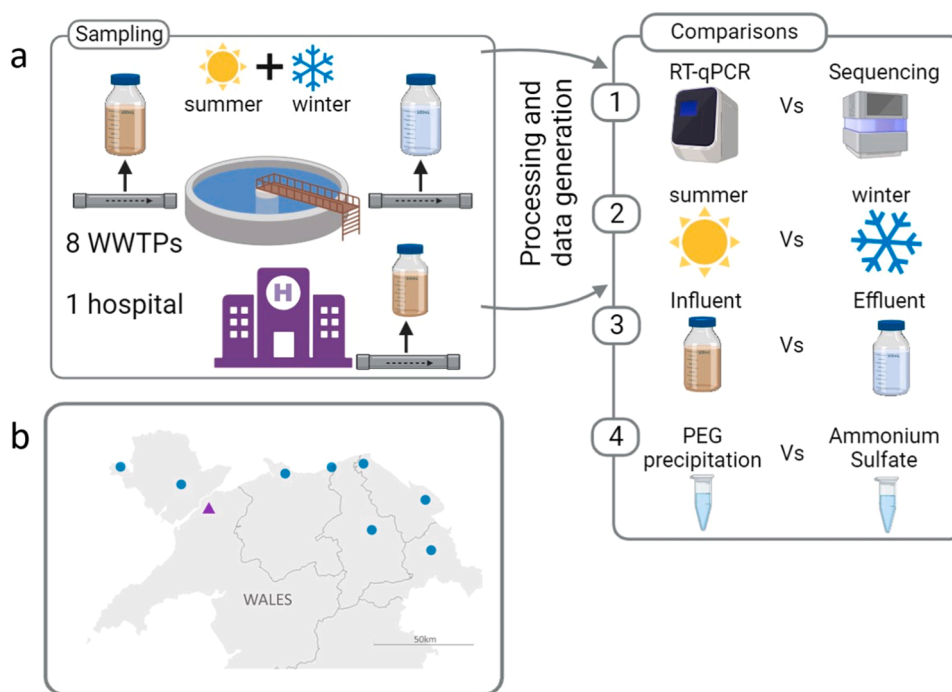 a
Sampling
summer
winter
8 WWTPs
1 hospital
H
Processing and
data generation
Comparisons
1
RT-qPCR
Vs
Sequencing
2
summer
Vs
winter
3
Influent
Vs
Effluent
4
PEG
precipitation
Vs
Ammonium
Sulfate
b
WALES
50km